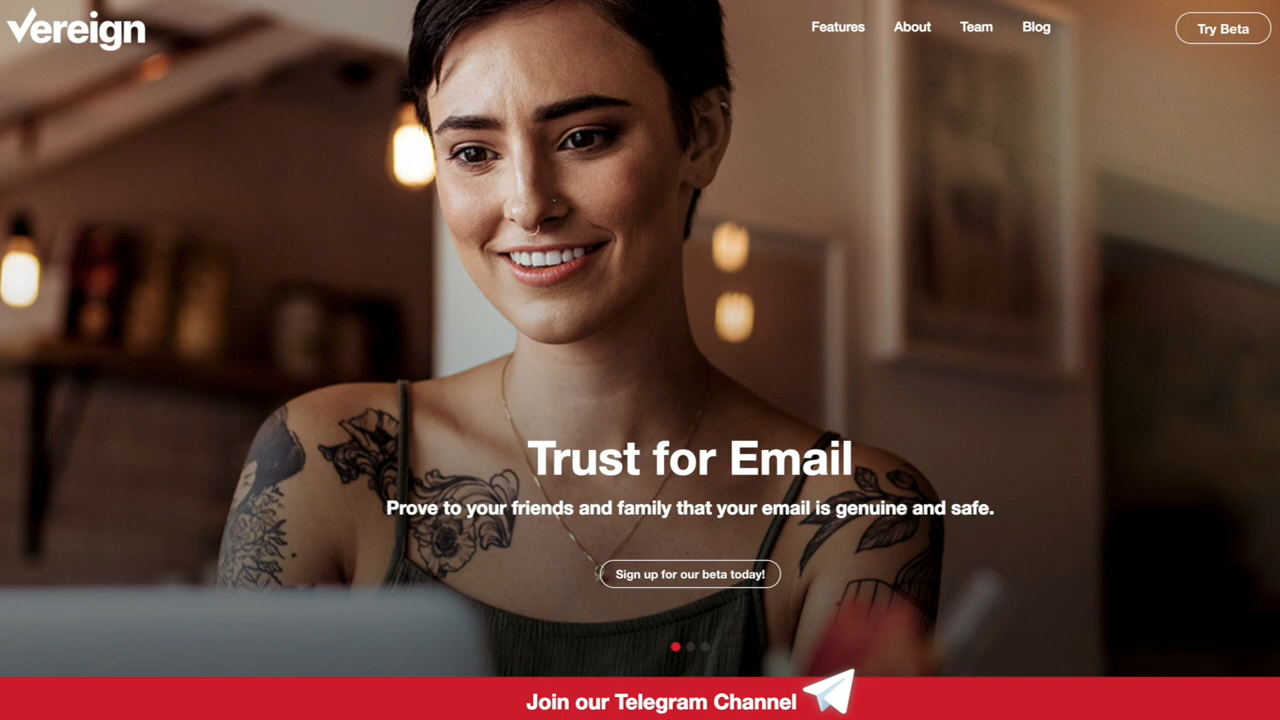 Vereign
Features
About
Team
Blog
Try Beta
Trust for Email
Prove to your friends and family that your email is genuine and safe.
Sign up for our beta today!
Join our Telegram Channel